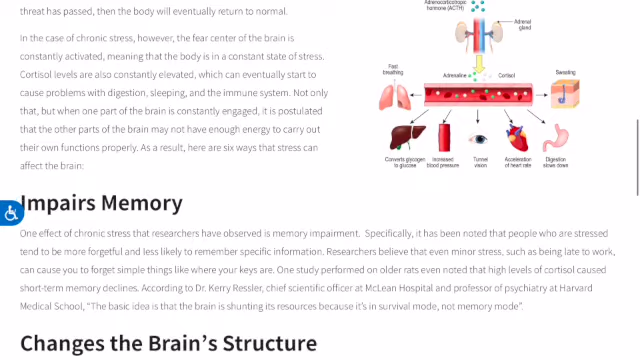 threat has passed, then the body will eventually return to normal.
In the case of chronic stress, however, the fear center of the brain is
constantly activated, meaning that the body is in a constant state of stress.
Cortisol levels are also constantly elevated, which can eventually start to
cause problems with digestion, sleeping, and the immune system. Not only
that, but when one part of the brain is constantly engaged, it is postulated
that the other parts of the brain may not have enough energy to carry out
their own functions properly. As a result, here are six ways that stress can
affect the brain:
Adrenocorticotropic
hormone (ACTH)
Adrenal
gland
Fast
breathing
Adrenaline
Cortisol
Sweating
Converts glycogen
to glucose
Increased
blood pressure
Tunnel
vision
Acceleration
of heart rate
Digestion
slows down
Impairs Memory
One effect of chronic stress that researchers have observed is memory impairment. Specifically, it has been noted that people who are stressed
tend to be more forgetful and less likely to remember specific information. Researchers believe that even minor stress, such as being late to work,
can cause you to forget simple things like where your keys are. One study performed on older rats even noted that high levels of cortisol caused
short-term memory declines. According to Dr. Kerry Ressler, chief scientific officer at McLean Hospital and professor of psychiatry at Harvard
Medical School, “The basic idea is that the brain is shunting its resources because it’s in survival mode, not memory mode”.
Changes the Brain’s Structure